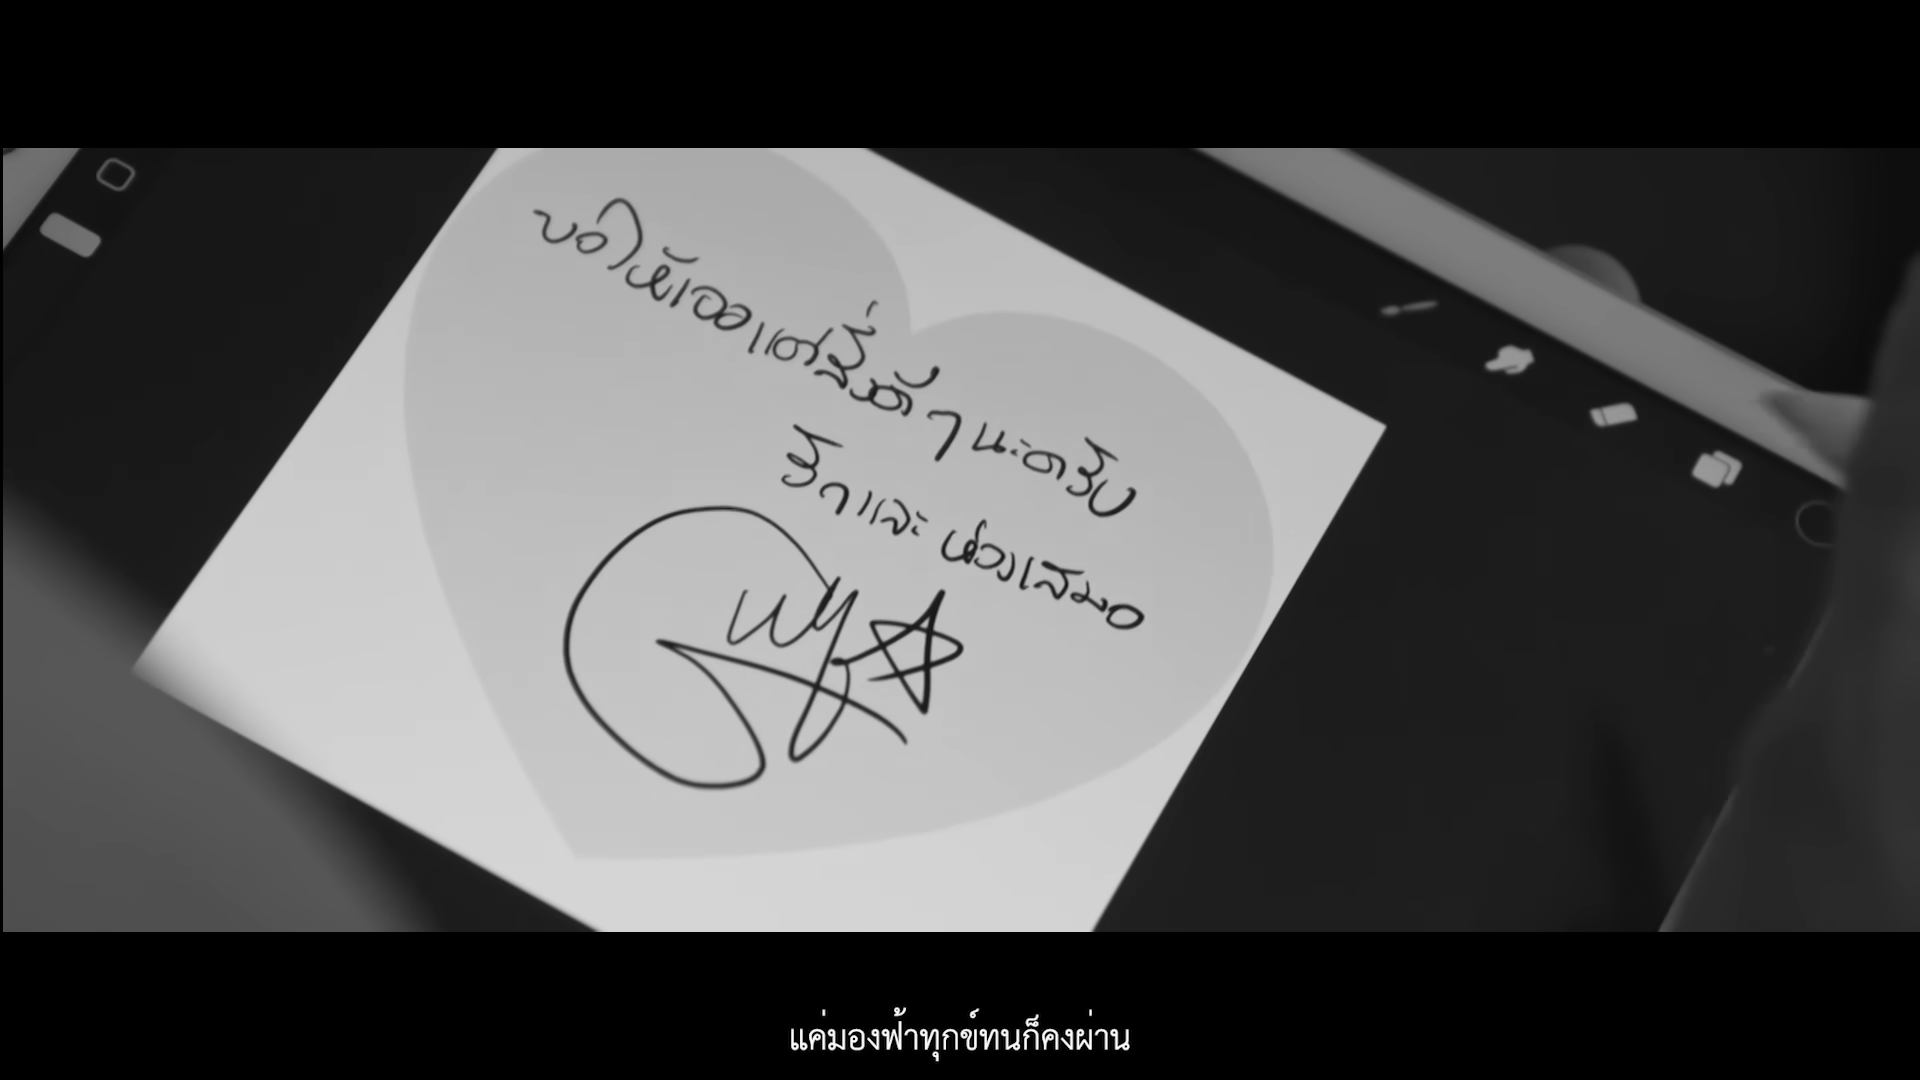 ขอให้เจอแต่สิ่งดีๆ นะครับ
รักและห่วงเสมอ
แค่มองฟ้าทุกข์ทนก็คงผ่าน